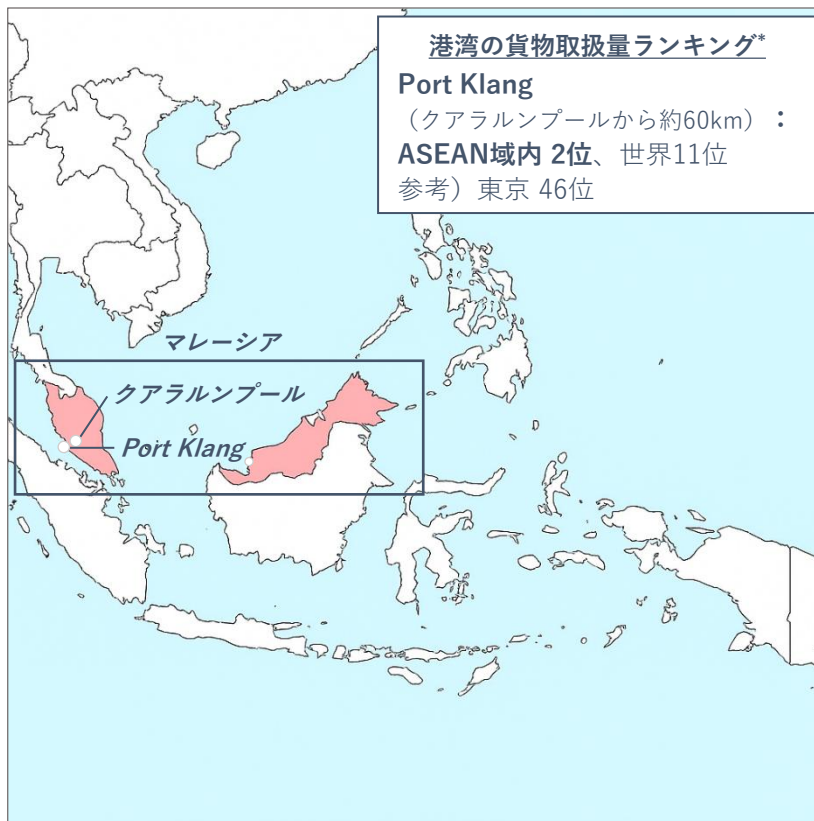 港湾の貨物取扱量ランキング*
Port Klang
（クアラルンプールから約60km）：
ASEAN域内 2位、世界11位
参考）東京 46位
マレーシア
クアラルンプール
Port Klang